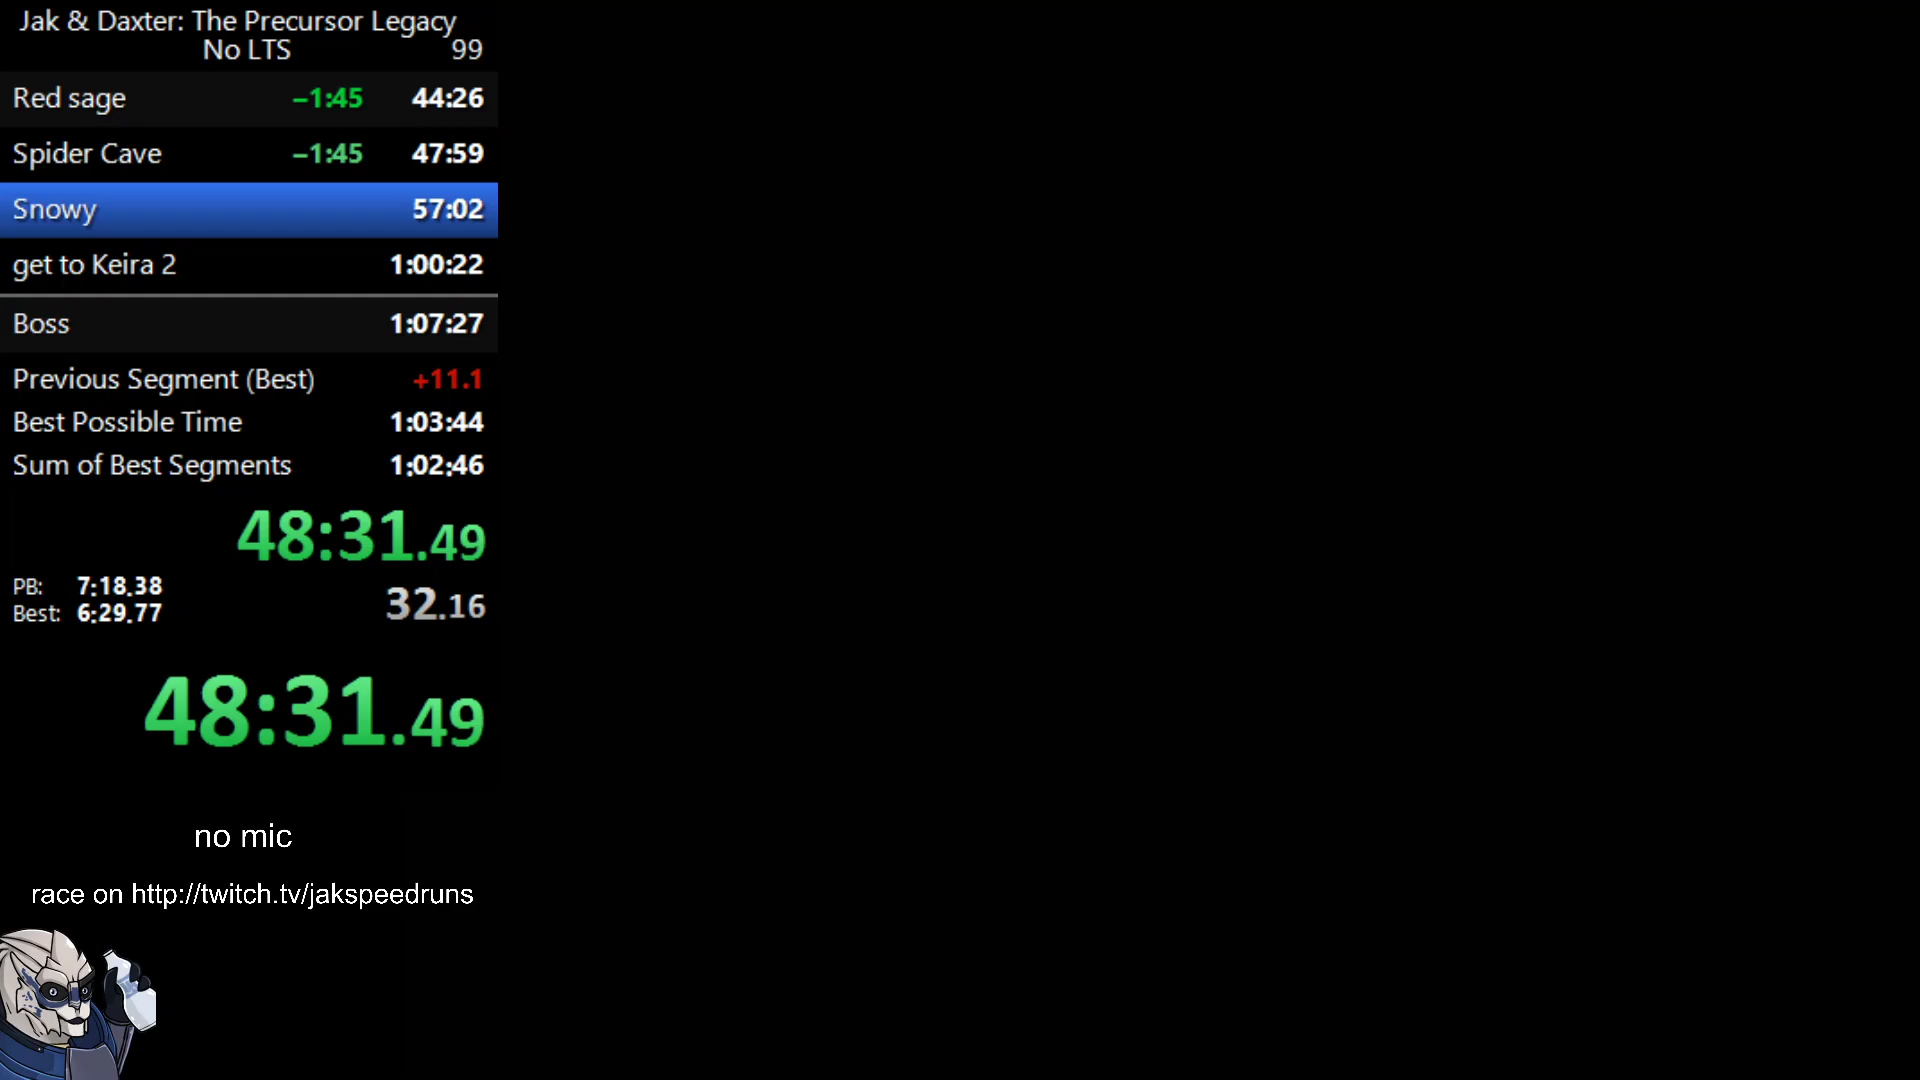 Jak & Daxter: The Precursor Legacy
No LTS 99
Red sage −1:45 44:26
Spider Cave −1:45 47:59
Snowy 57:02
get to Keira 2 1:00:22
Boss 1:07:27
Previous Segment (Best) +11.1
Best Possible Time 1:03:44
Sum of Best Segments 1:02:46
48:31.49
PB: 7:18.38
Best: 6:29.77
32.16
48:31.49
no mic
race on http://twitch.tv/jakspeedruns